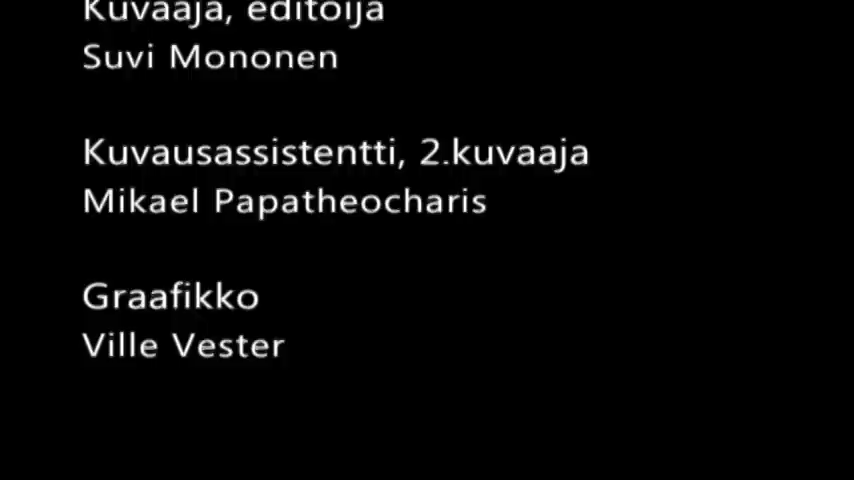 Kuvaaja, editoija
Suvi Mononen
Kuvausassistentti, 2.kuvaaja
Mikael Papatheocharis
Graafikko
Ville Vester